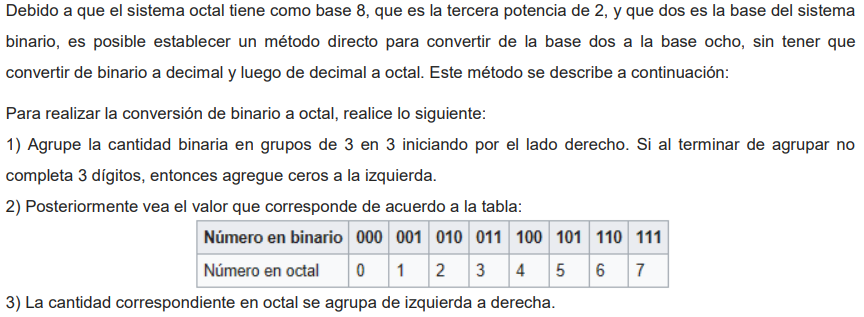 Debido a que el sistema octal tiene como base 8, que es la tercera potencia de 2, y que dos es la base del sistema
binario, es posible establecer un método directo para convertir de la base dos a la base ocho, sin tener que
convertir de binario a decimal y luego de decimal a octal. Este método se describe a continuación:
Para realizar la conversión de binario a octal, realice lo siguiente:
1) Agrupe la cantidad binaria en grupos de 3 en 3 iniciando por el lado derecho. Si al terminar de agrupar no
completa 3 dígitos, entonces agregue ceros a la izquierda.
2) Posteriormente vea el valor que corresponde de acuerdo a la tabla:
Número en binario 000 001 010 011 100 101 110 111
Número en octal 0 1 2 3 4 5 6 7
3) La cantidad correspondiente en octal se agrupa de izquierda a derecha.